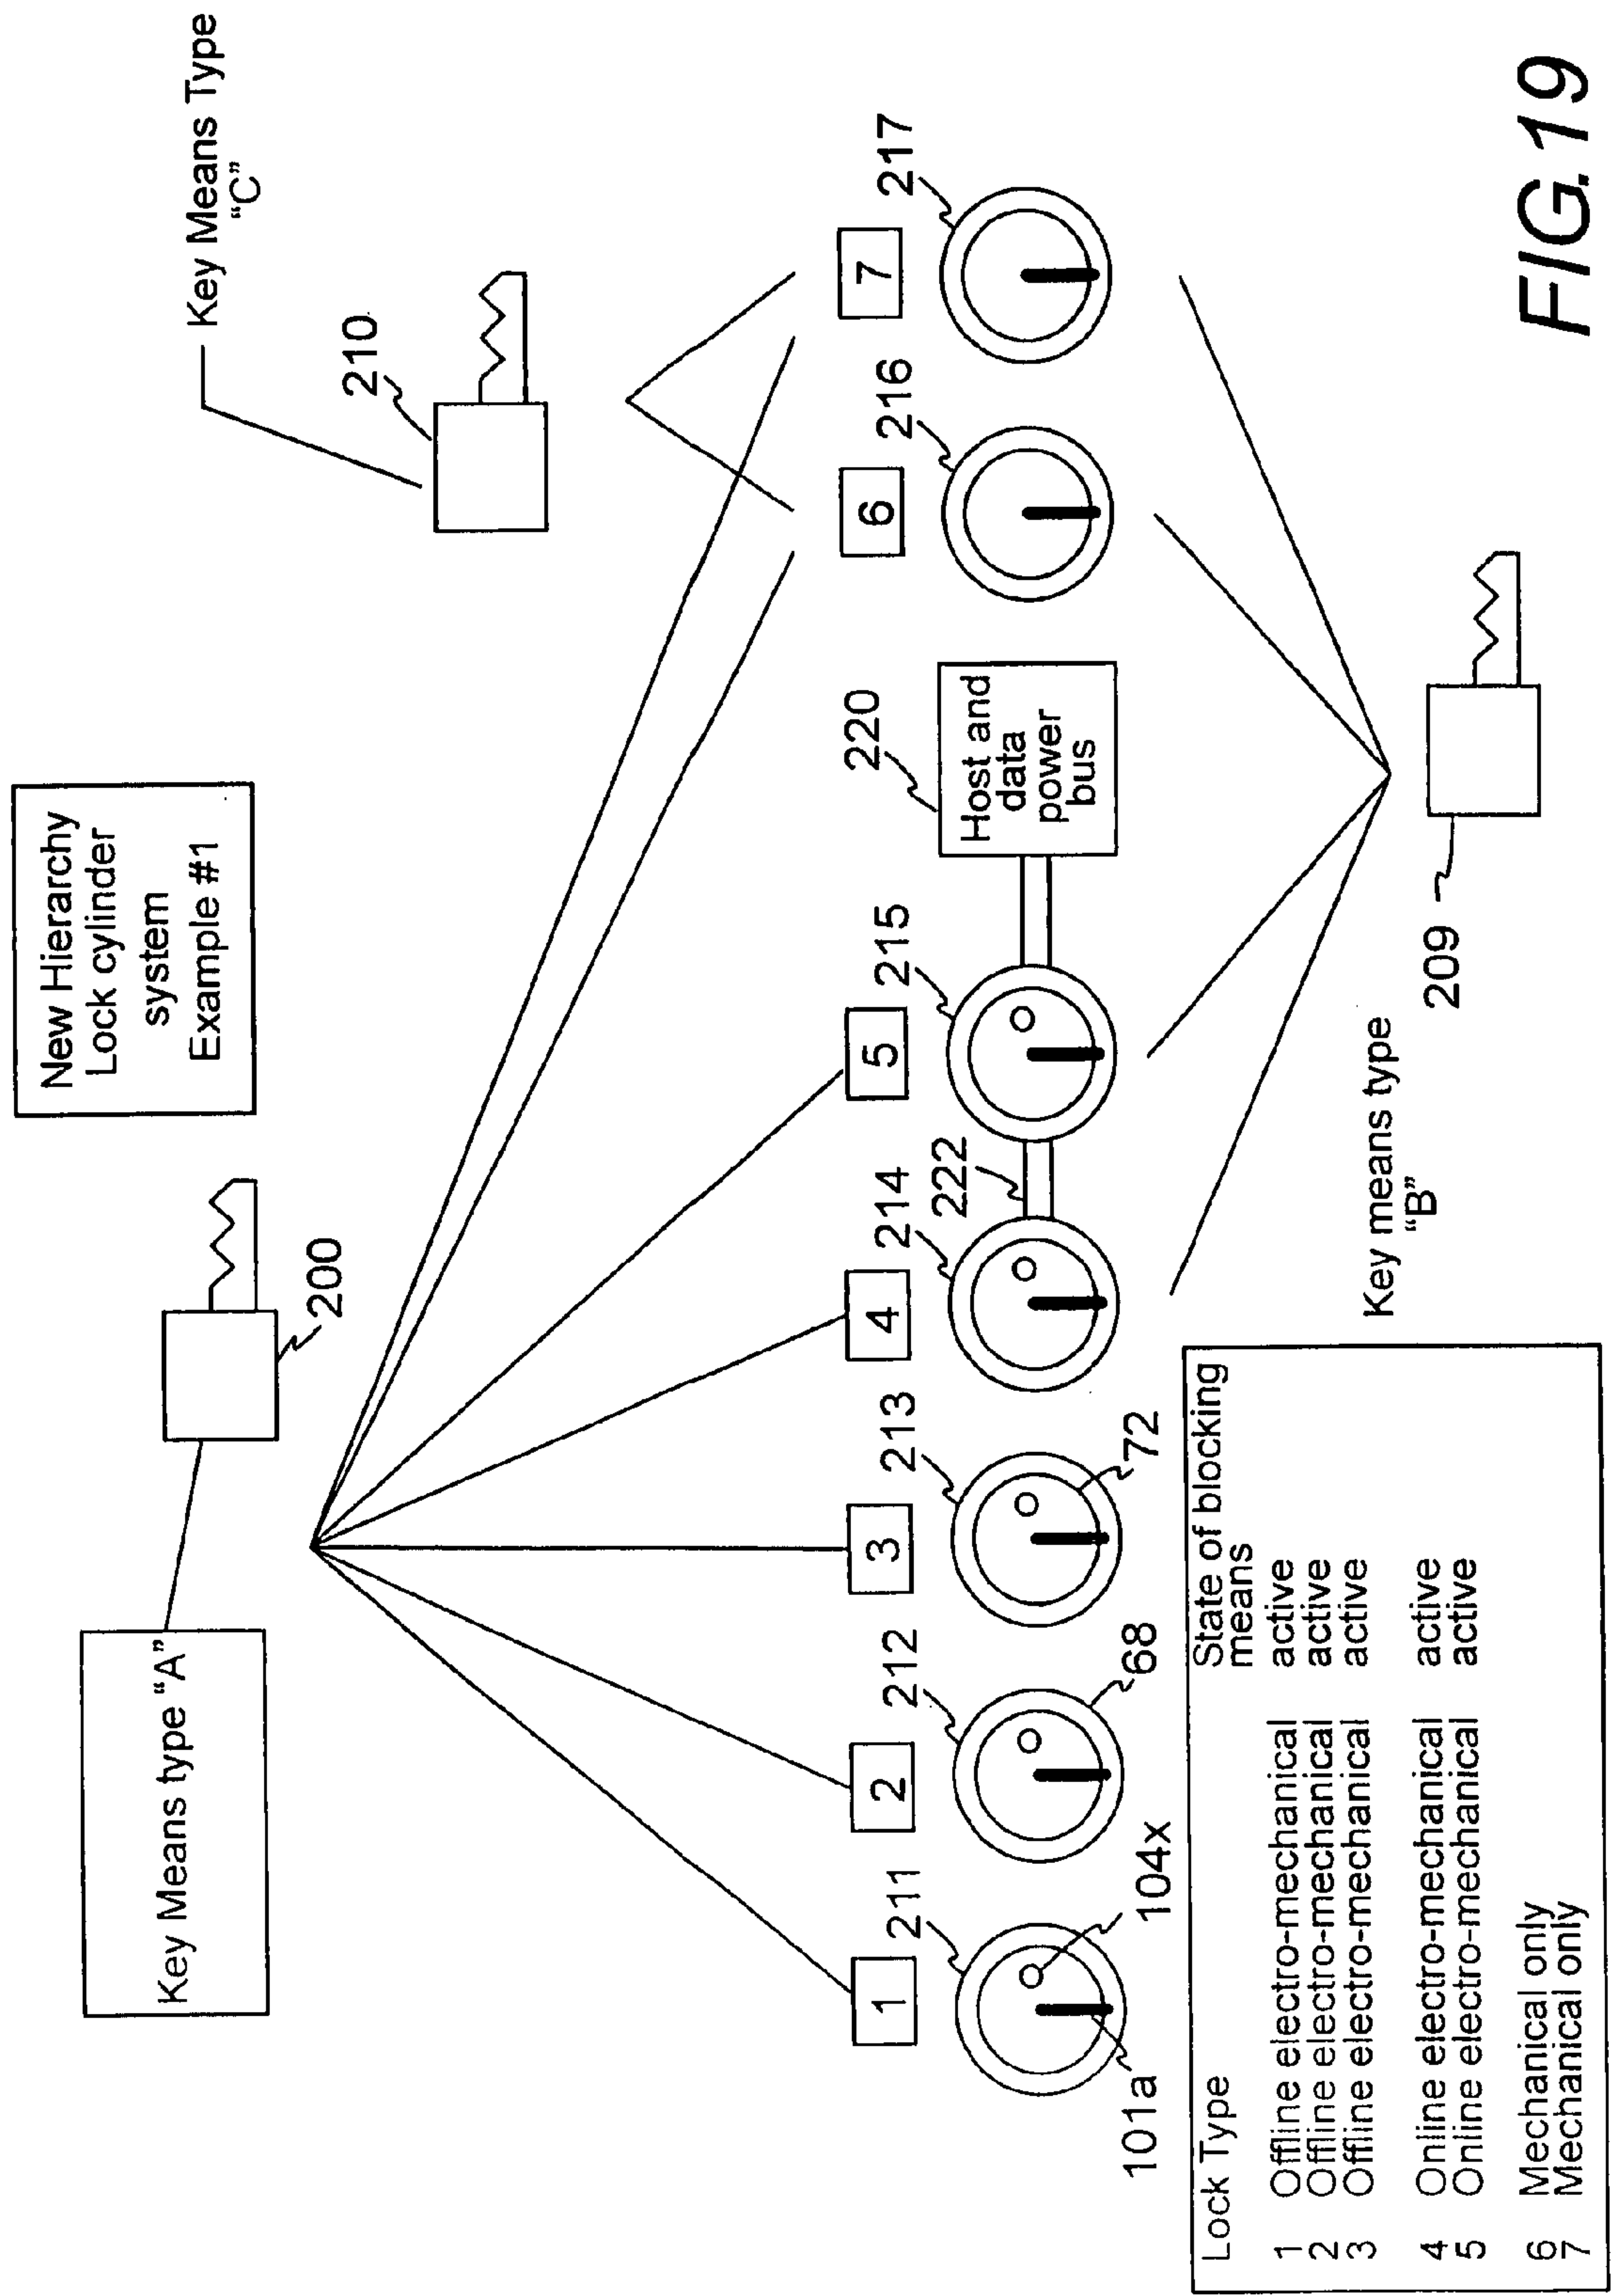 New Hierarchy
Lock cylinder
system
Example #1
Key Means type "A"
200
Key Means Type
"C"
210
1
2
3
4
5
6
7
211
212
213
214
215
216
217
222
220
Host and
data
power
bus
101a
104x
68
72
Key means type
"B"
209
Lock Type State of blocking
means
1 Offline electro-mechanical active
2 Offline electro-mechanical active
3 Offline electro-mechanical active
4 Online electro-mechanical active
5 Online electro-mechanical active
6 Mechanical only
7 Mechanical only
FIG.19